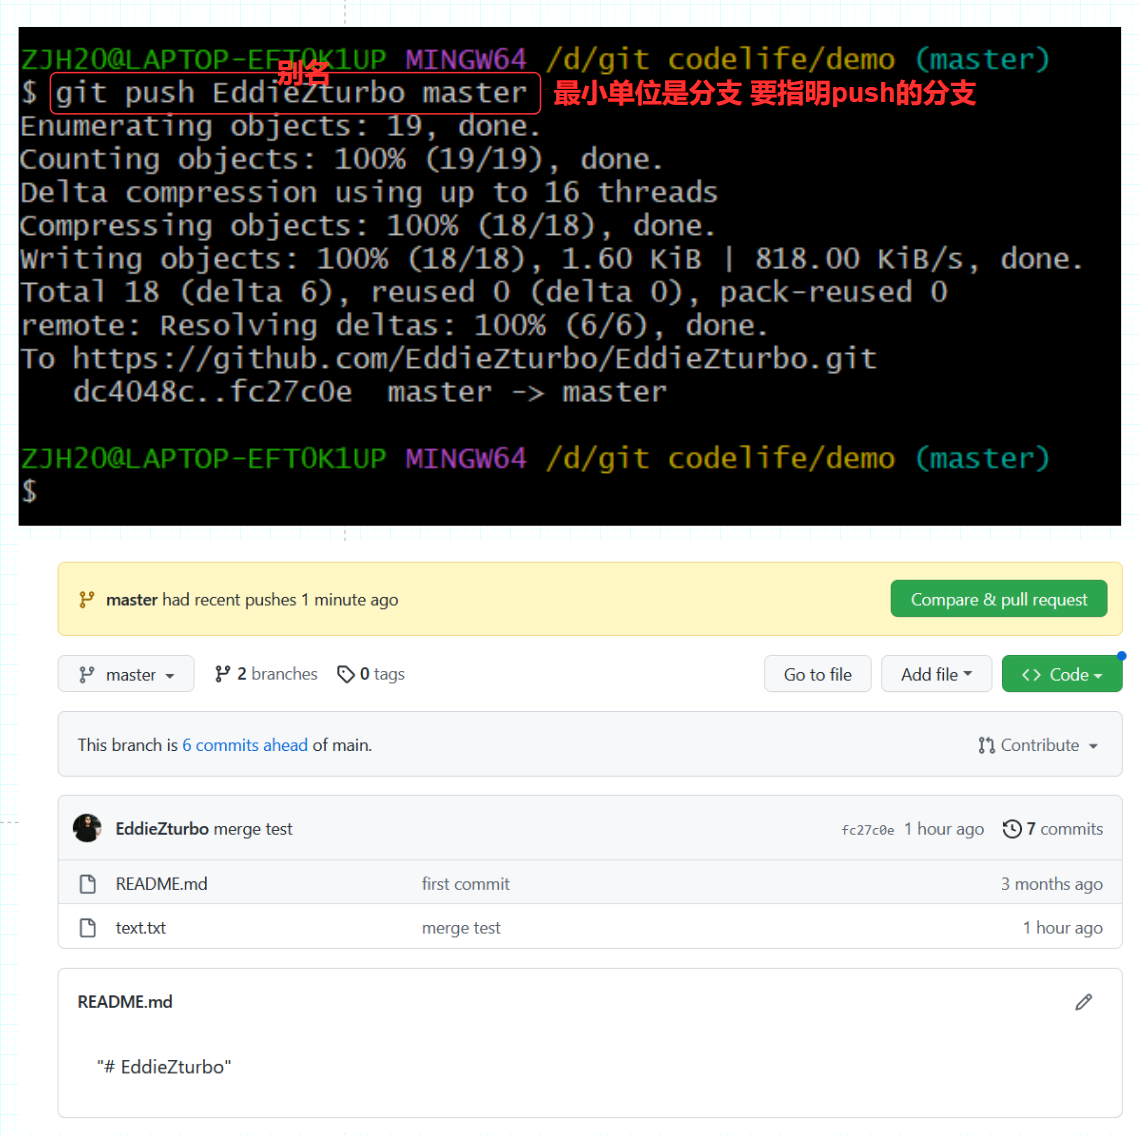 ZJH20@LAPTOP-EFT0K1UP MINGW64 /d/git codelife/demo (master)
别名
$ git push EddieZturbo master 最小单位是分支 要指明push的分支
Enumerating objects: 19, done.
Counting objects: 100% (19/19), done.
Delta compression using up to 16 threads
Compressing objects: 100% (18/18), done.
Writing objects: 100% (18/18), 1.60 KiB | 818.00 KiB/s, done.
Total 18 (delta 6), reused 0 (delta 0), pack-reused 0
remote: Resolving deltas: 100% (6/6), done.
To https://github.com/EddieZturbo/EddieZturbo.git
dc4048c..fc27c0e master -> master
ZJH20@LAPTOP-EFT0K1UP MINGW64 /d/git codelife/demo (master)
$
master had recent pushes 1 minute ago Compare & pull request
master 2 branches 0 tags Go to file Add file <> Code
This branch is 6 commits ahead of main. Contribute
EddieZturbo merge test fc27c0e 1 hour ago 7 commits
README.md first commit 3 months ago
text.txt merge test 1 hour ago
README.md
"# EddieZturbo"